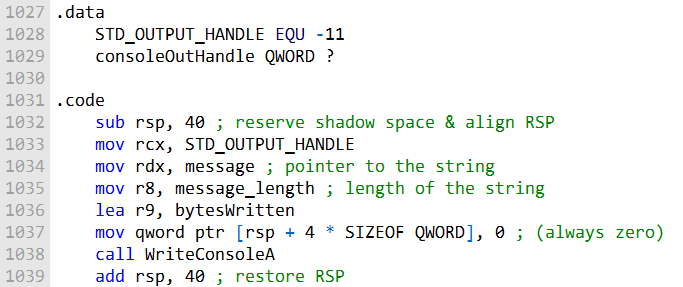 1027 .data
1028     STD_OUTPUT_HANDLE EQU -11
1029     consoleOutHandle QWORD ?
1030
1031 .code
1032     sub rsp, 40 ; reserve shadow space & align RSP
1033     mov rcx, STD_OUTPUT_HANDLE
1034     mov rdx, message ; pointer to the string
1035     mov r8, message_length ; length of the string
1036     lea r9, bytesWritten
1037     mov qword ptr [rsp + 4 * SIZEOF QWORD], 0 ; (always zero)
1038     call WriteConsoleA
1039     add rsp, 40 ; restore RSP